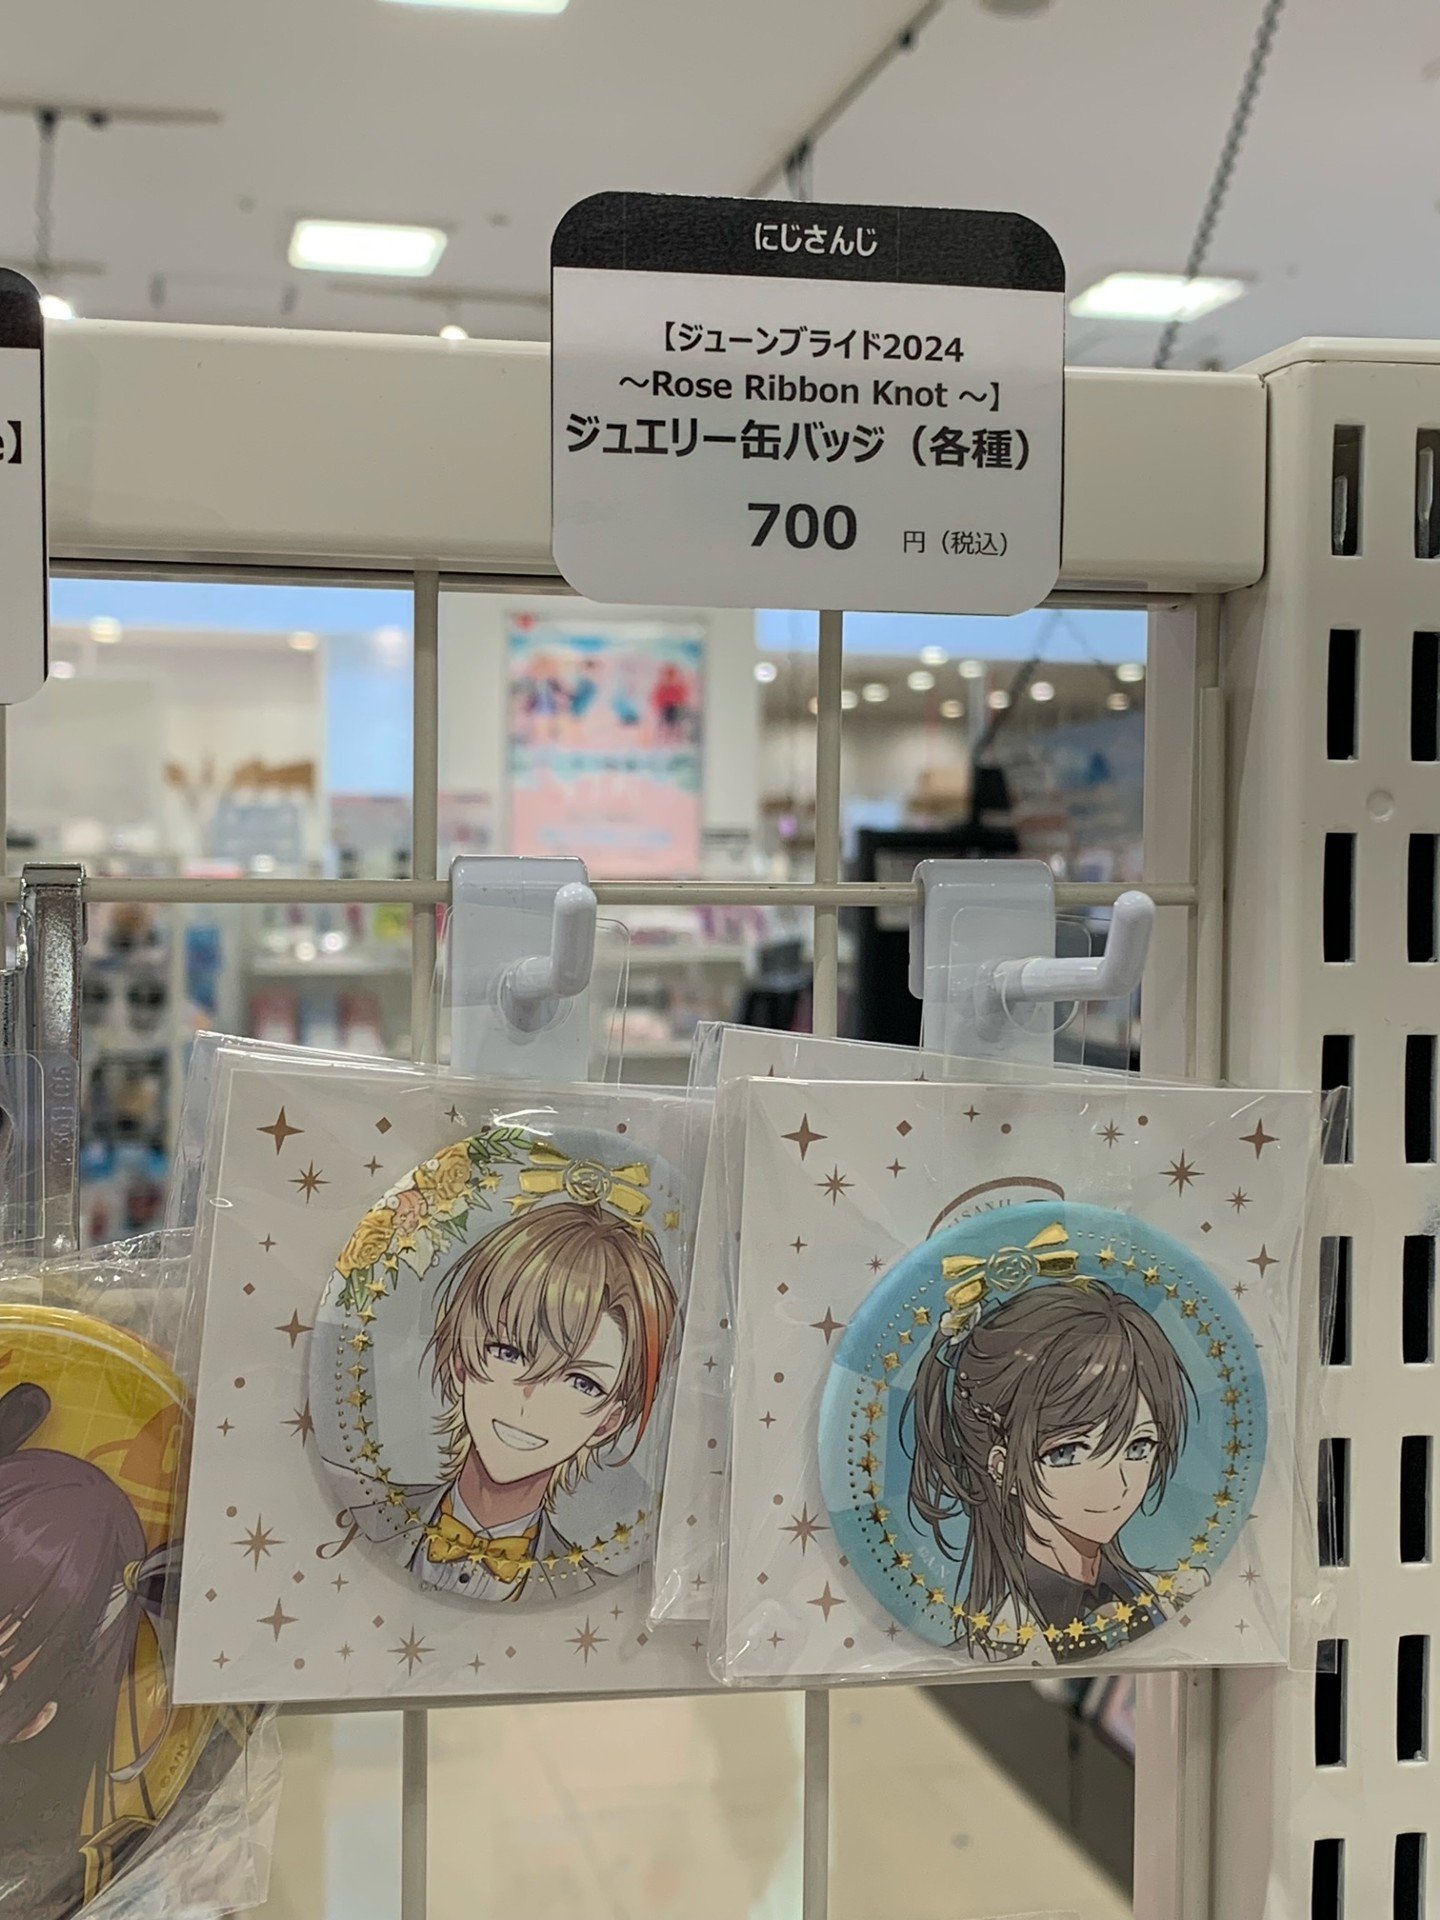 にじさんじ
【ジューンブライド2024
～Rose Ribbon Knot ～】
ジュエリー缶バッジ（各種）
700 円（税込）
e】
©A/N